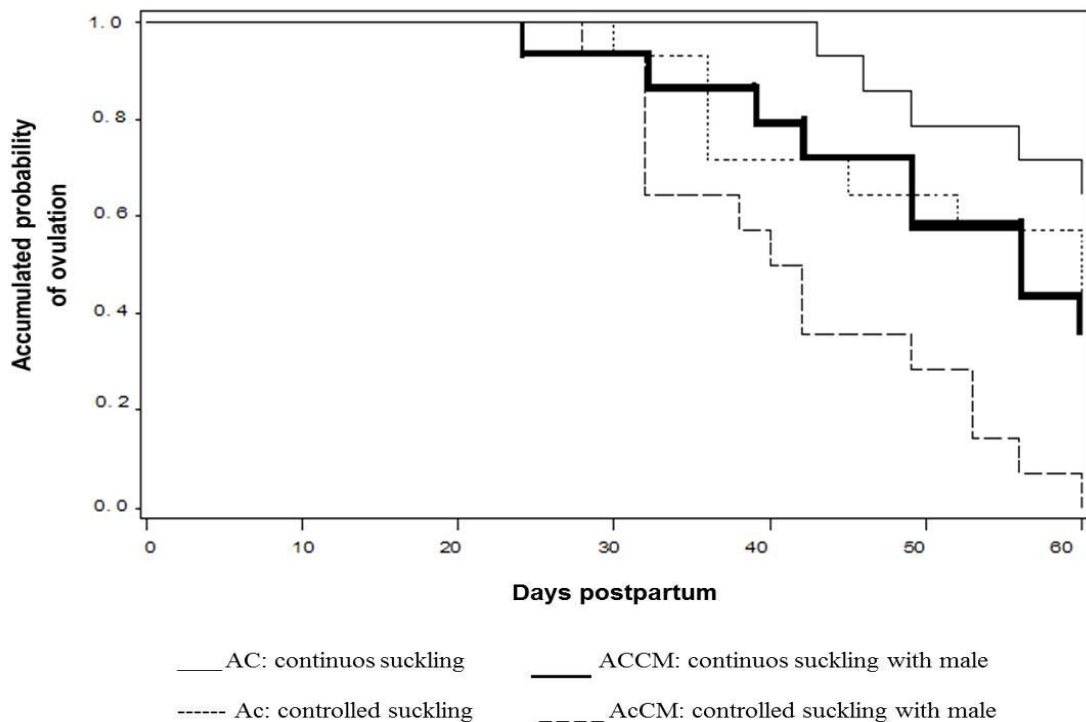 1.0
0.8
0.6
0.4
0.2
0.0
Accumulated probability
of ovulation
0 10 20 30 40 50 60
Days postpartum
AC: continuos suckling
ACCM: continuos suckling with male
Ac: controlled suckling
AcCM: controlled suckling with male